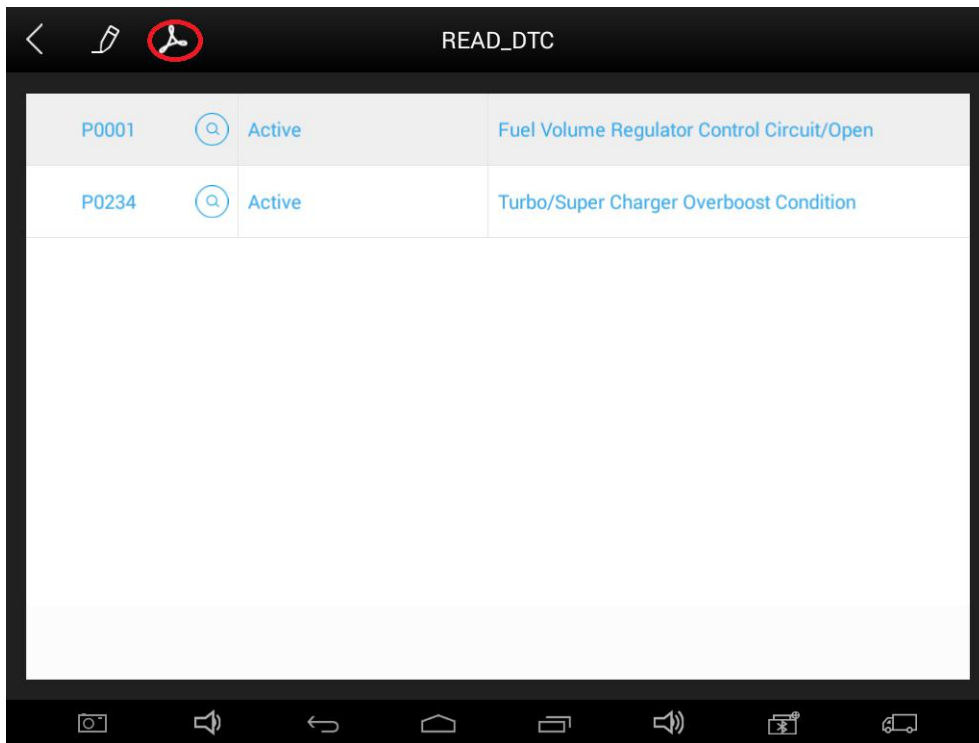 READ_DTC
P0001 Active Fuel Volume Regulator Control Circuit/Open
P0234 Active Turbo/Super Charger Overboost Condition